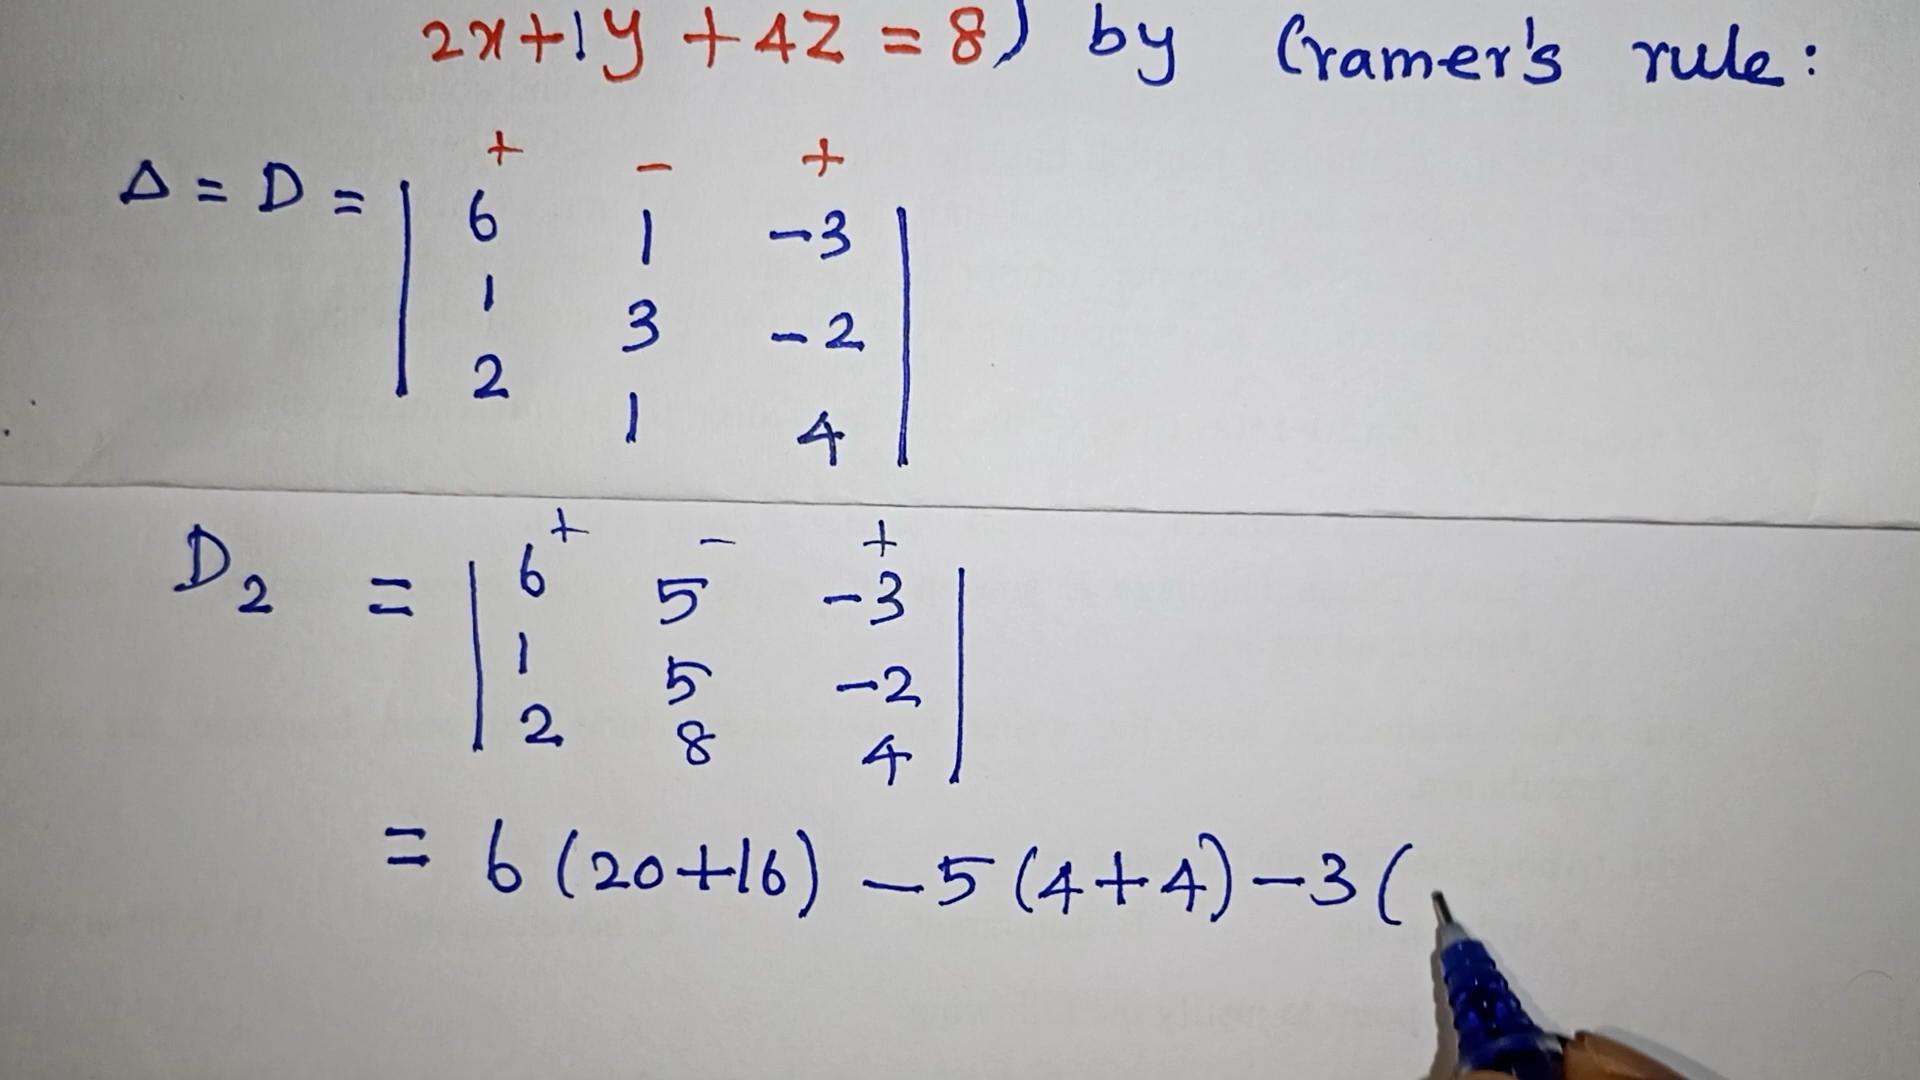 2x+1y+4z=8) by Cramer's rule:
+ - +
Δ = D = | 6 1 -3 |
1 3 -2
2 1 4
+ - +
D2 = | 6 5 -3 |
1 5 -2
2 8 4
= 6(20+16) -5(4+4) -3(